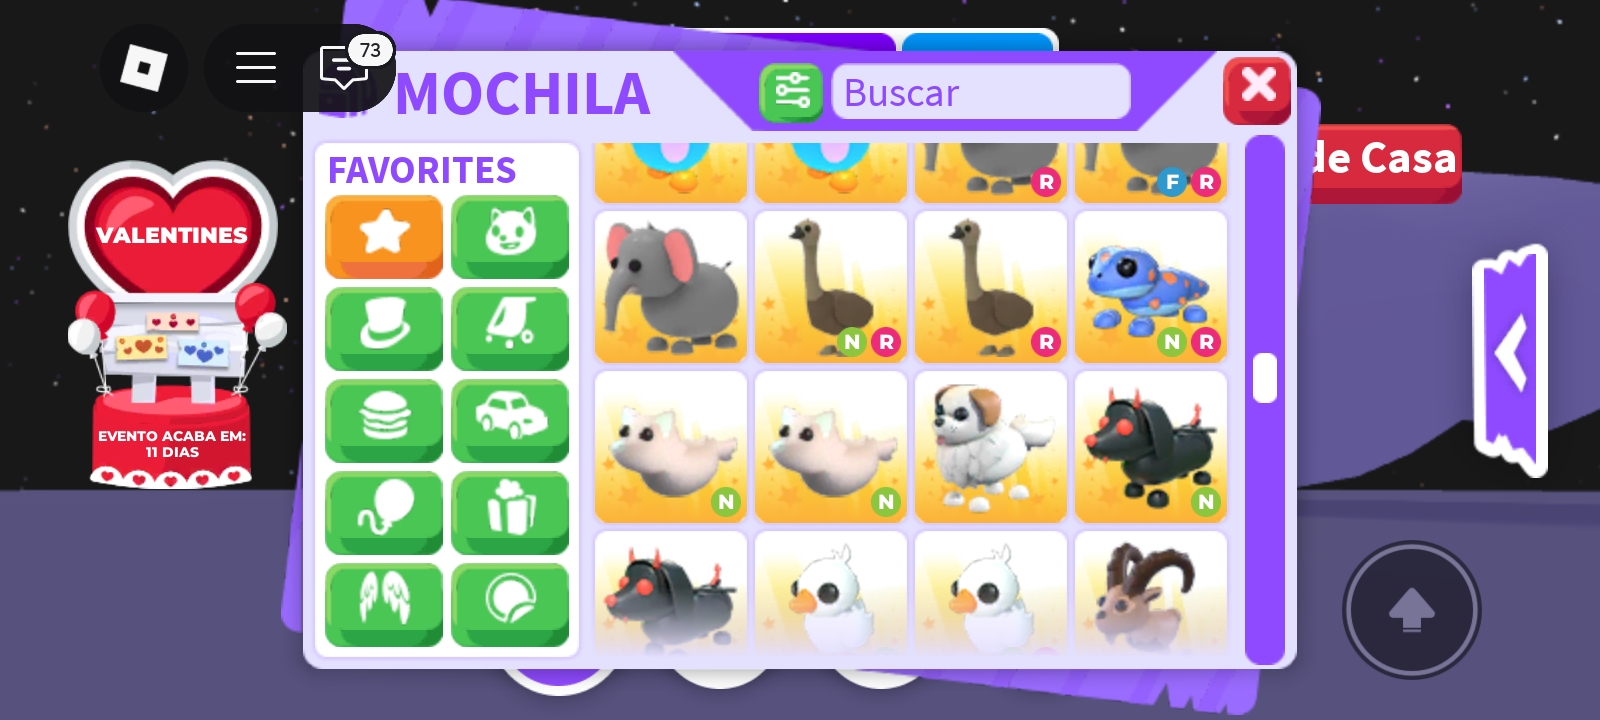 73
MOCHILA
Buscar
de Casa
FAVORITES
R
F R
VALENTINES
N R
R
N R
EVENTO ACABA EM:
11 DIAS
N
N
N